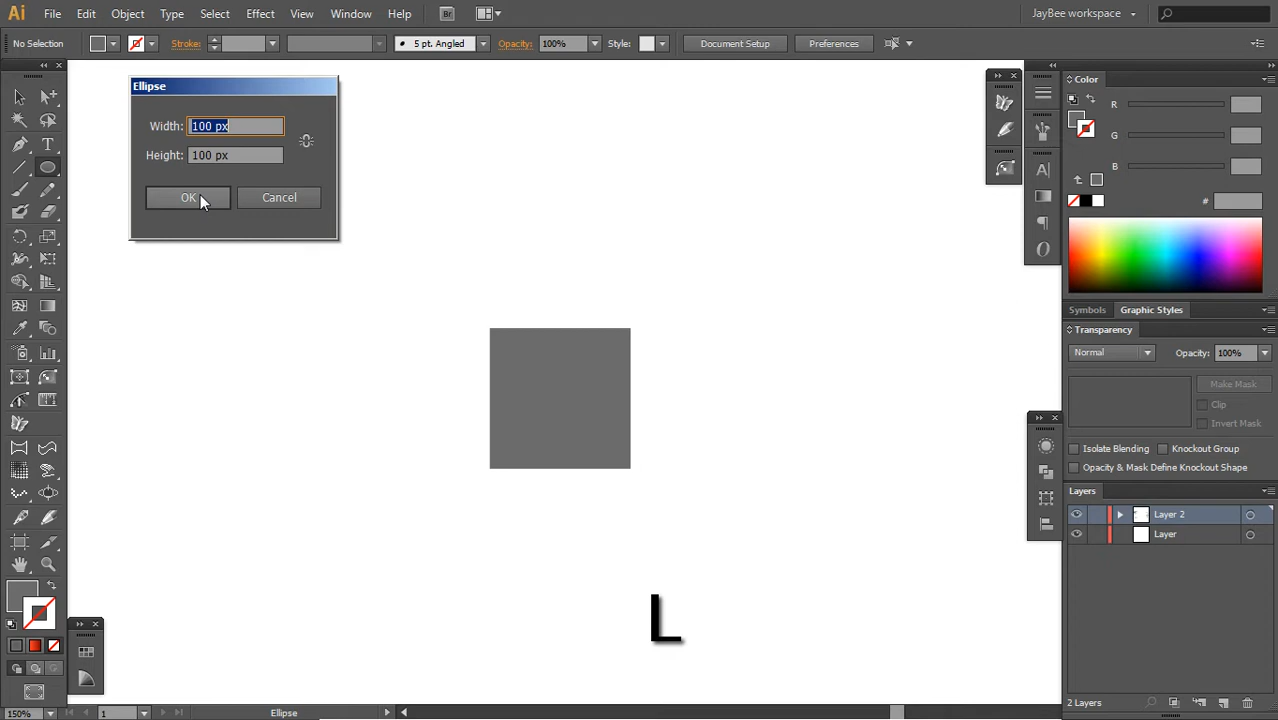 Ai File Edit Object Type Select Effect View Window Help Br JayBee workspace
No Selection Stroke: 5 pt. Angled Opacity: 100% Style: Document Setup Preferences
Ellipse
Width: 100 px
Height: 100 px
OK Cancel
Color
R
G
B
#
Symbols Graphic Styles
Transparency
Normal Opacity: 100%
Make Mask
Clip
Invert Mask
Isolate Blending Knockout Group
Opacity & Mask Define Knockout Shape
Layers
Layer 2
Layer
L
2 Layers
150% 1 Ellipse